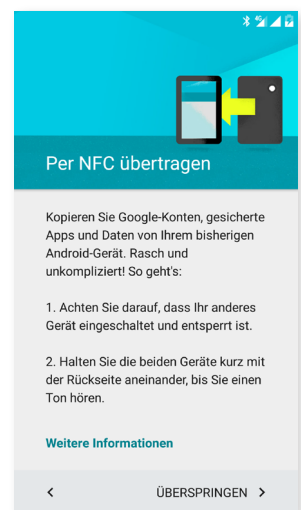 4G
Per NFC übertragen
Kopieren Sie Google-Konten, gesicherte
Apps und Daten von Ihrem bisherigen
Android-Gerät. Rasch und
unkompliziert! So geht's:
1. Achten Sie darauf, dass Ihr anderes
Gerät eingeschaltet und entsperrt ist.
2. Halten Sie die beiden Geräte kurz mit
der Rückseite aneinander, bis Sie einen
Ton hören.
Weitere Informationen
ÜBERSPRINGEN